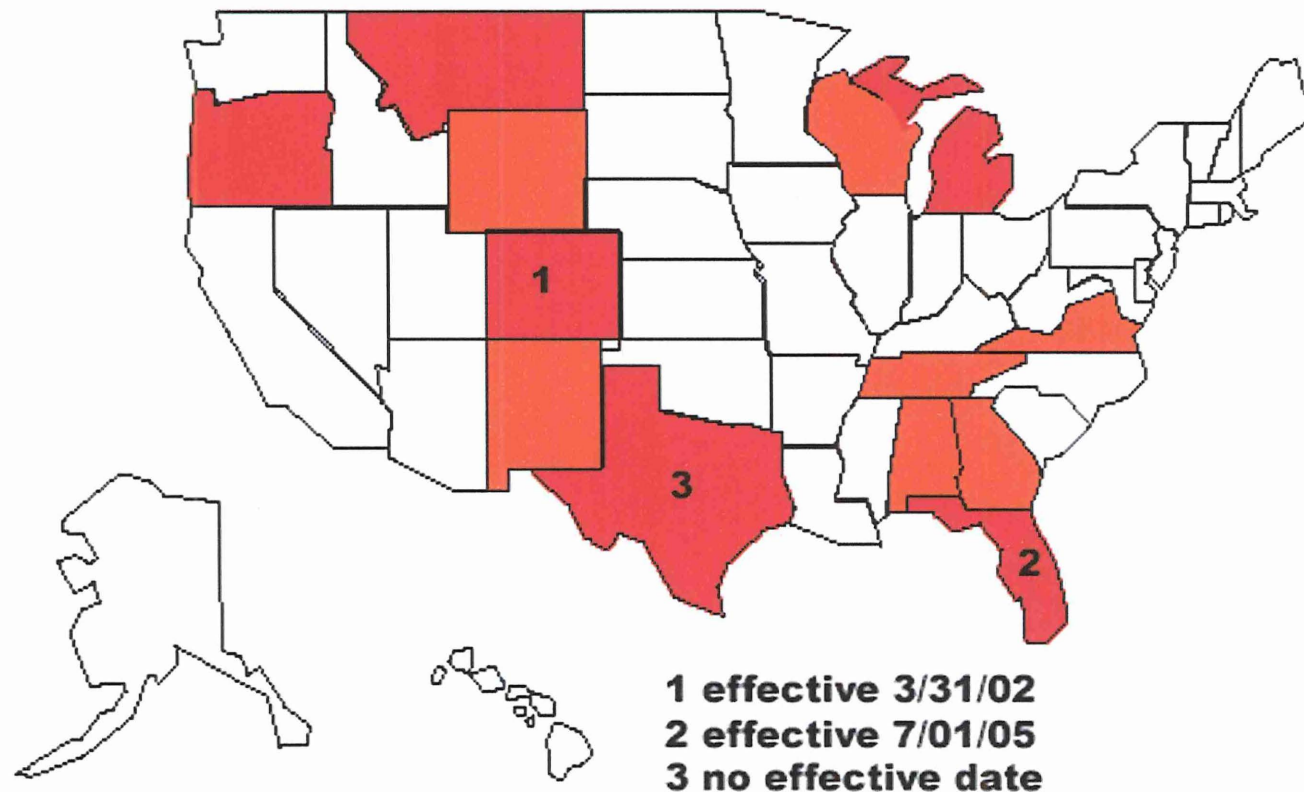 1
3
2
1 effective 3/31/02
2 effective 7/01/05
3 no effective date